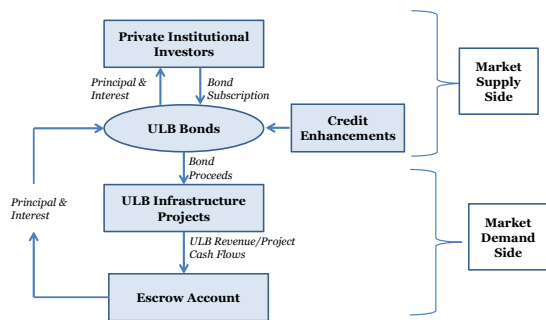 Private Institutional
Investors
Principal &
Interest
Bond
Subscription
Market
Supply
Side
ULB Bonds
Credit
Enhancements
Bond
Proceeds
Principal &
Interest
ULB Infrastructure
Projects
Market
Demand
Side
ULB Revenue/Project
Cash Flows
Escrow Account